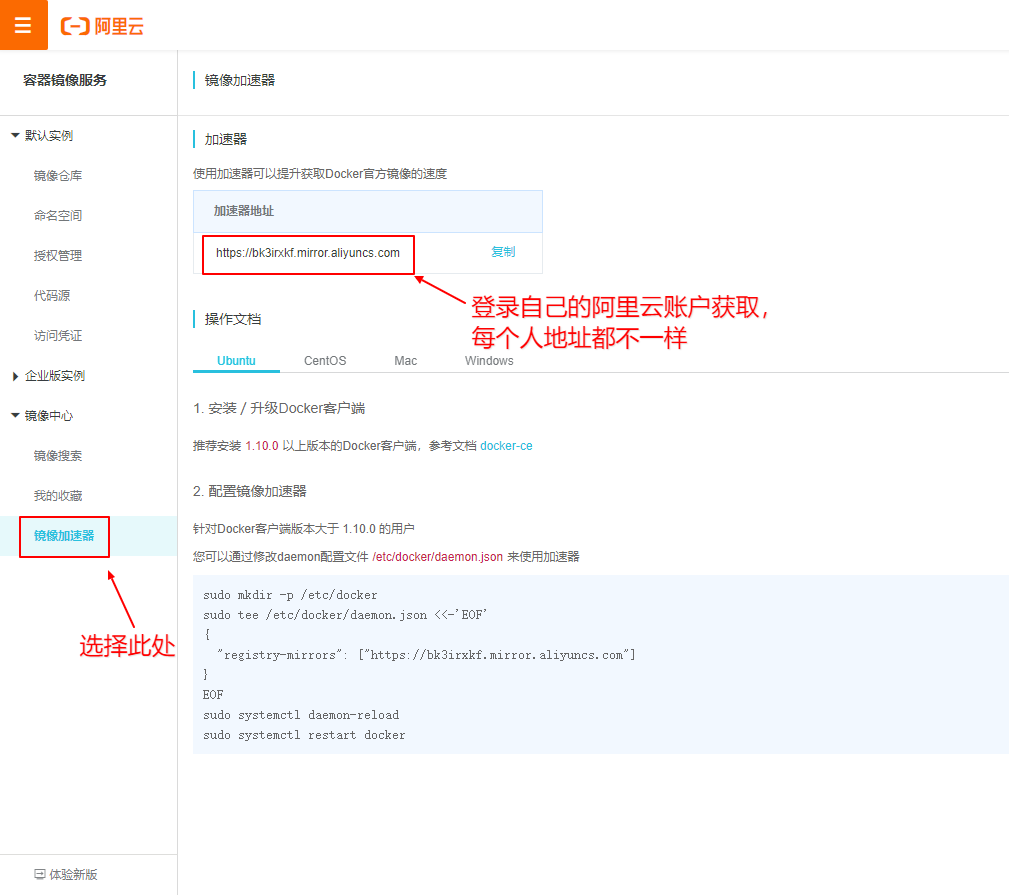 阿里云
容器镜像服务
镜像加速器
默认实例
镜像仓库
命名空间
授权管理
代码源
访问凭证
企业版实例
镜像中心
镜像搜索
我的收藏
镜像加速器
选择此处
体验新版
加速器
使用加速器可以提升获取Docker官方镜像的速度
加速器地址
https://bk3irxkf.mirror.aliyuncs.com 复制
登录自己的阿里云账户获取，
每个人地址都不一样
操作文档
Ubuntu CentOS Mac Windows
1. 安装 / 升级Docker客户端
推荐安装 1.10.0 以上版本的Docker客户端，参考文档 docker-ce
2. 配置镜像加速器
针对Docker客户端版本大于 1.10.0 的用户
您可以通过修改daemon配置文件 /etc/docker/daemon.json 来使用加速器
sudo mkdir -p /etc/docker
sudo tee /etc/docker/daemon.json <<-'EOF'
{
"registry-mirrors": ["https://bk3irxkf.mirror.aliyuncs.com"]
}
EOF
sudo systemctl daemon-reload
sudo systemctl restart docker